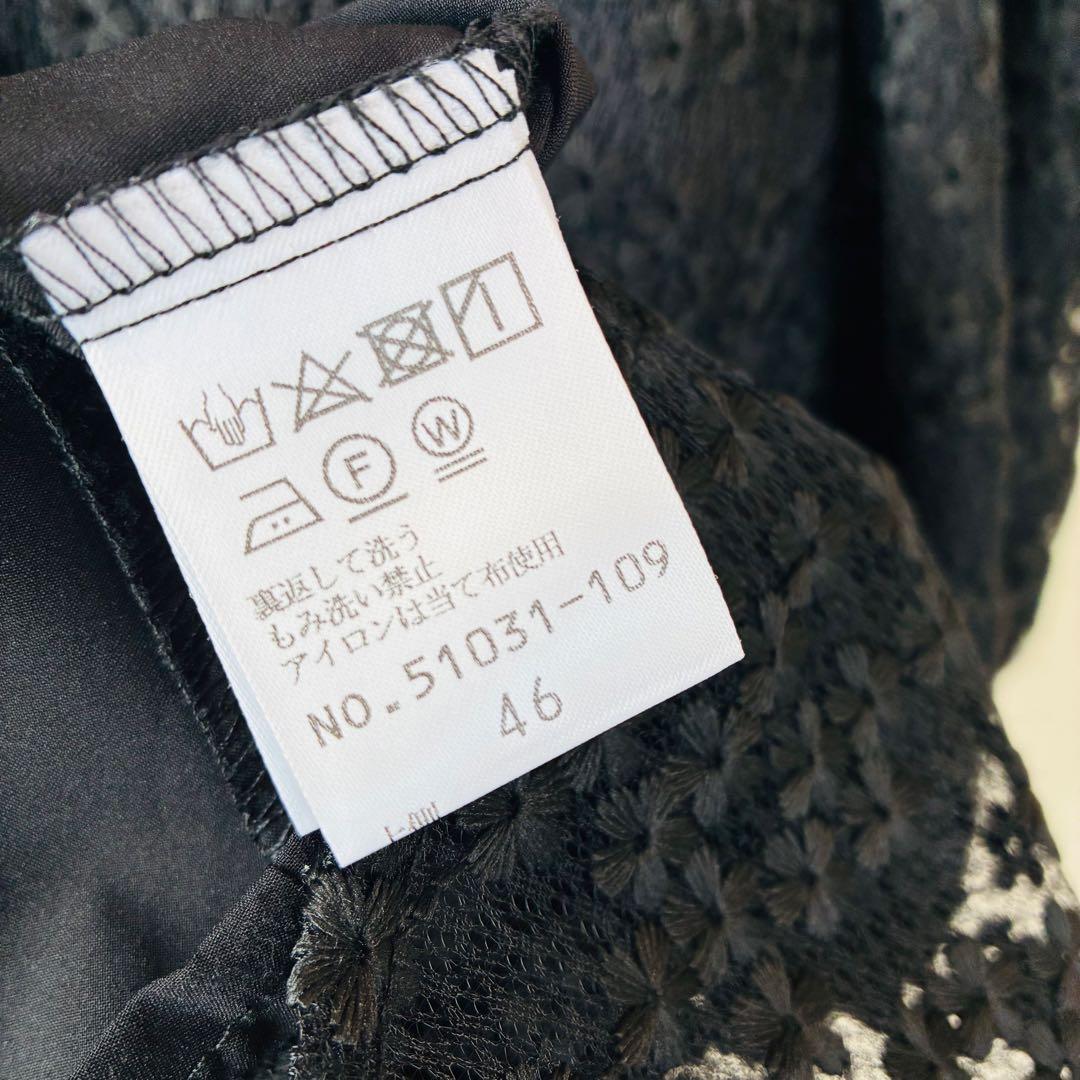 F W
裏返して洗う
もみ洗い禁止
アイロンは当て布使用
NO.51031-109
46